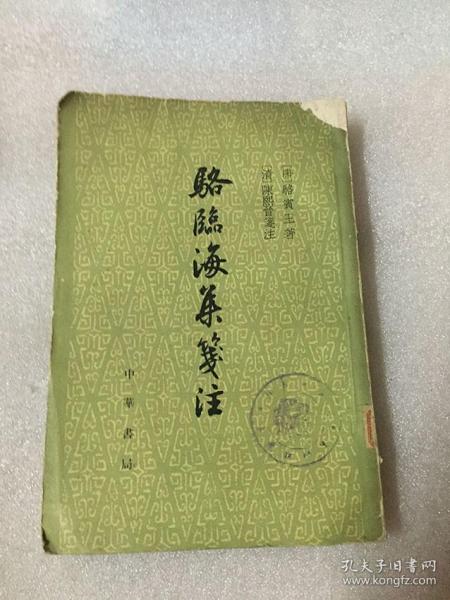 [唐]駱賓王著
[清]陳熙晉箋注
駱臨海集箋注
中華書局
孔夫子旧书网
www.kongfz.com